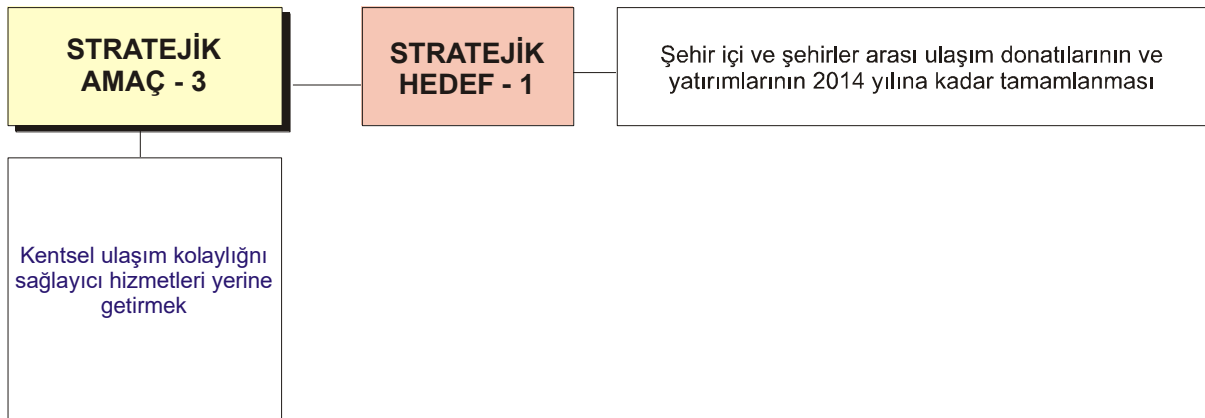 STRATEJİK
AMAÇ - 3
STRATEJİK
HEDEF - 1
Şehir içi ve şehirler arası ulaşım donatılarının ve
yatırımlarının 2014 yılına kadar tamamlanması
Kentsel ulaşım kolaylığnı
sağlayıcı hizmetleri yerine
getirmek